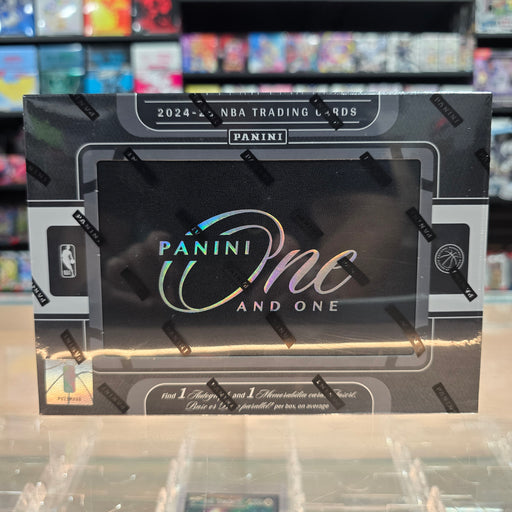 2024-25 NBA TRADING CARDS
PANINI
PANINI
One
AND ONE
Find 1 Autograph and 1 Memorabilia card
Base or parallel per box, on average